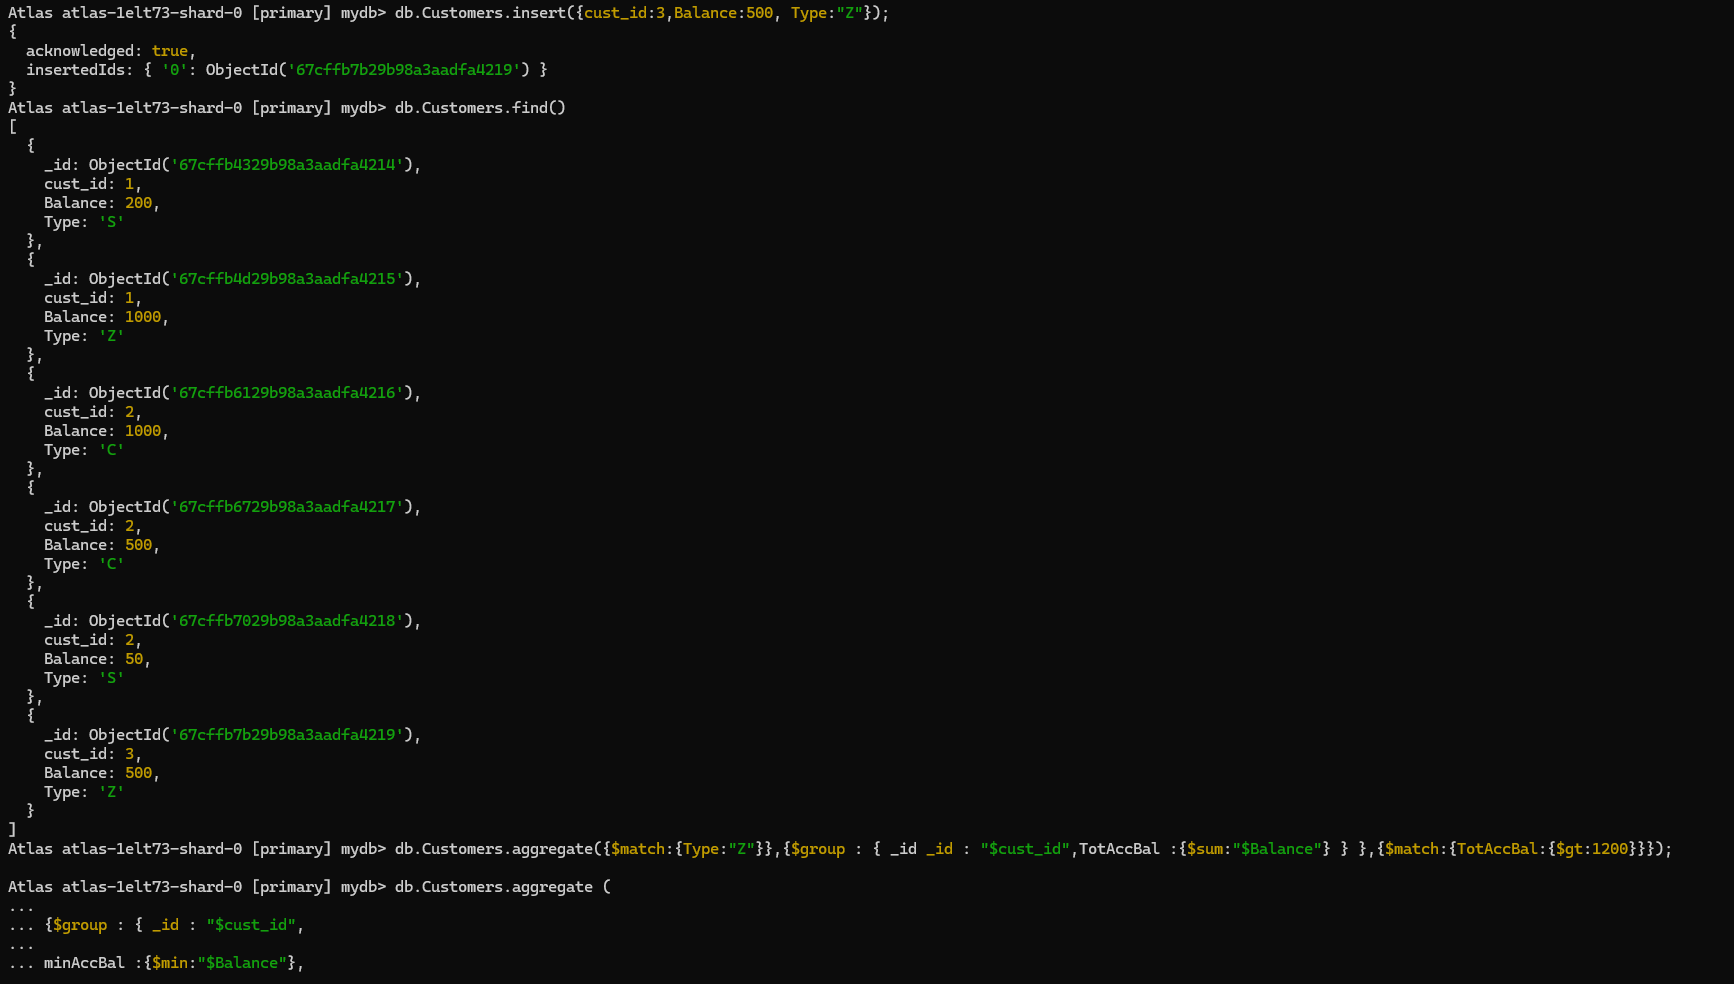 Atlas atlas-1elt73-shard-0 [primary] mydb> db.Customers.insert({cust_id:3,Balance:500, Type:"Z"});
{
  acknowledged: true,
  insertedIds: { '0': ObjectId('67cffb7b29b98a3aadfa4219') }
}
Atlas atlas-1elt73-shard-0 [primary] mydb> db.Customers.find()
[
  {
    _id: ObjectId('67cffb4329b98a3aadfa4214'),
    cust_id: 1,
    Balance: 200,
    Type: 'S'
  },
  {
    _id: ObjectId('67cffb4d29b98a3aadfa4215'),
    cust_id: 1,
    Balance: 1000,
    Type: 'Z'
  },
  {
    _id: ObjectId('67cffb6129b98a3aadfa4216'),
    cust_id: 2,
    Balance: 1000,
    Type: 'C'
  },
  {
    _id: ObjectId('67cffb6729b98a3aadfa4217'),
    cust_id: 2,
    Balance: 500,
    Type: 'C'
  },
  {
    _id: ObjectId('67cffb7029b98a3aadfa4218'),
    cust_id: 2,
    Balance: 50,
    Type: 'S'
  },
  {
    _id: ObjectId('67cffb7b29b98a3aadfa4219'),
    cust_id: 3,
    Balance: 500,
    Type: 'Z'
  }
]
Atlas atlas-1elt73-shard-0 [primary] mydb> db.Customers.aggregate({$match:{Type:"Z"}},{$group : { _id _id : "$cust_id",TotAccBal :{$sum:"$Balance"} } },{$match:{TotAccBal:{$gt:1200}}});
Atlas atlas-1elt73-shard-0 [primary] mydb> db.Customers.aggregate (
...
... {$group : { _id : "$cust_id",
...
... minAccBal :{$min:"$Balance"},